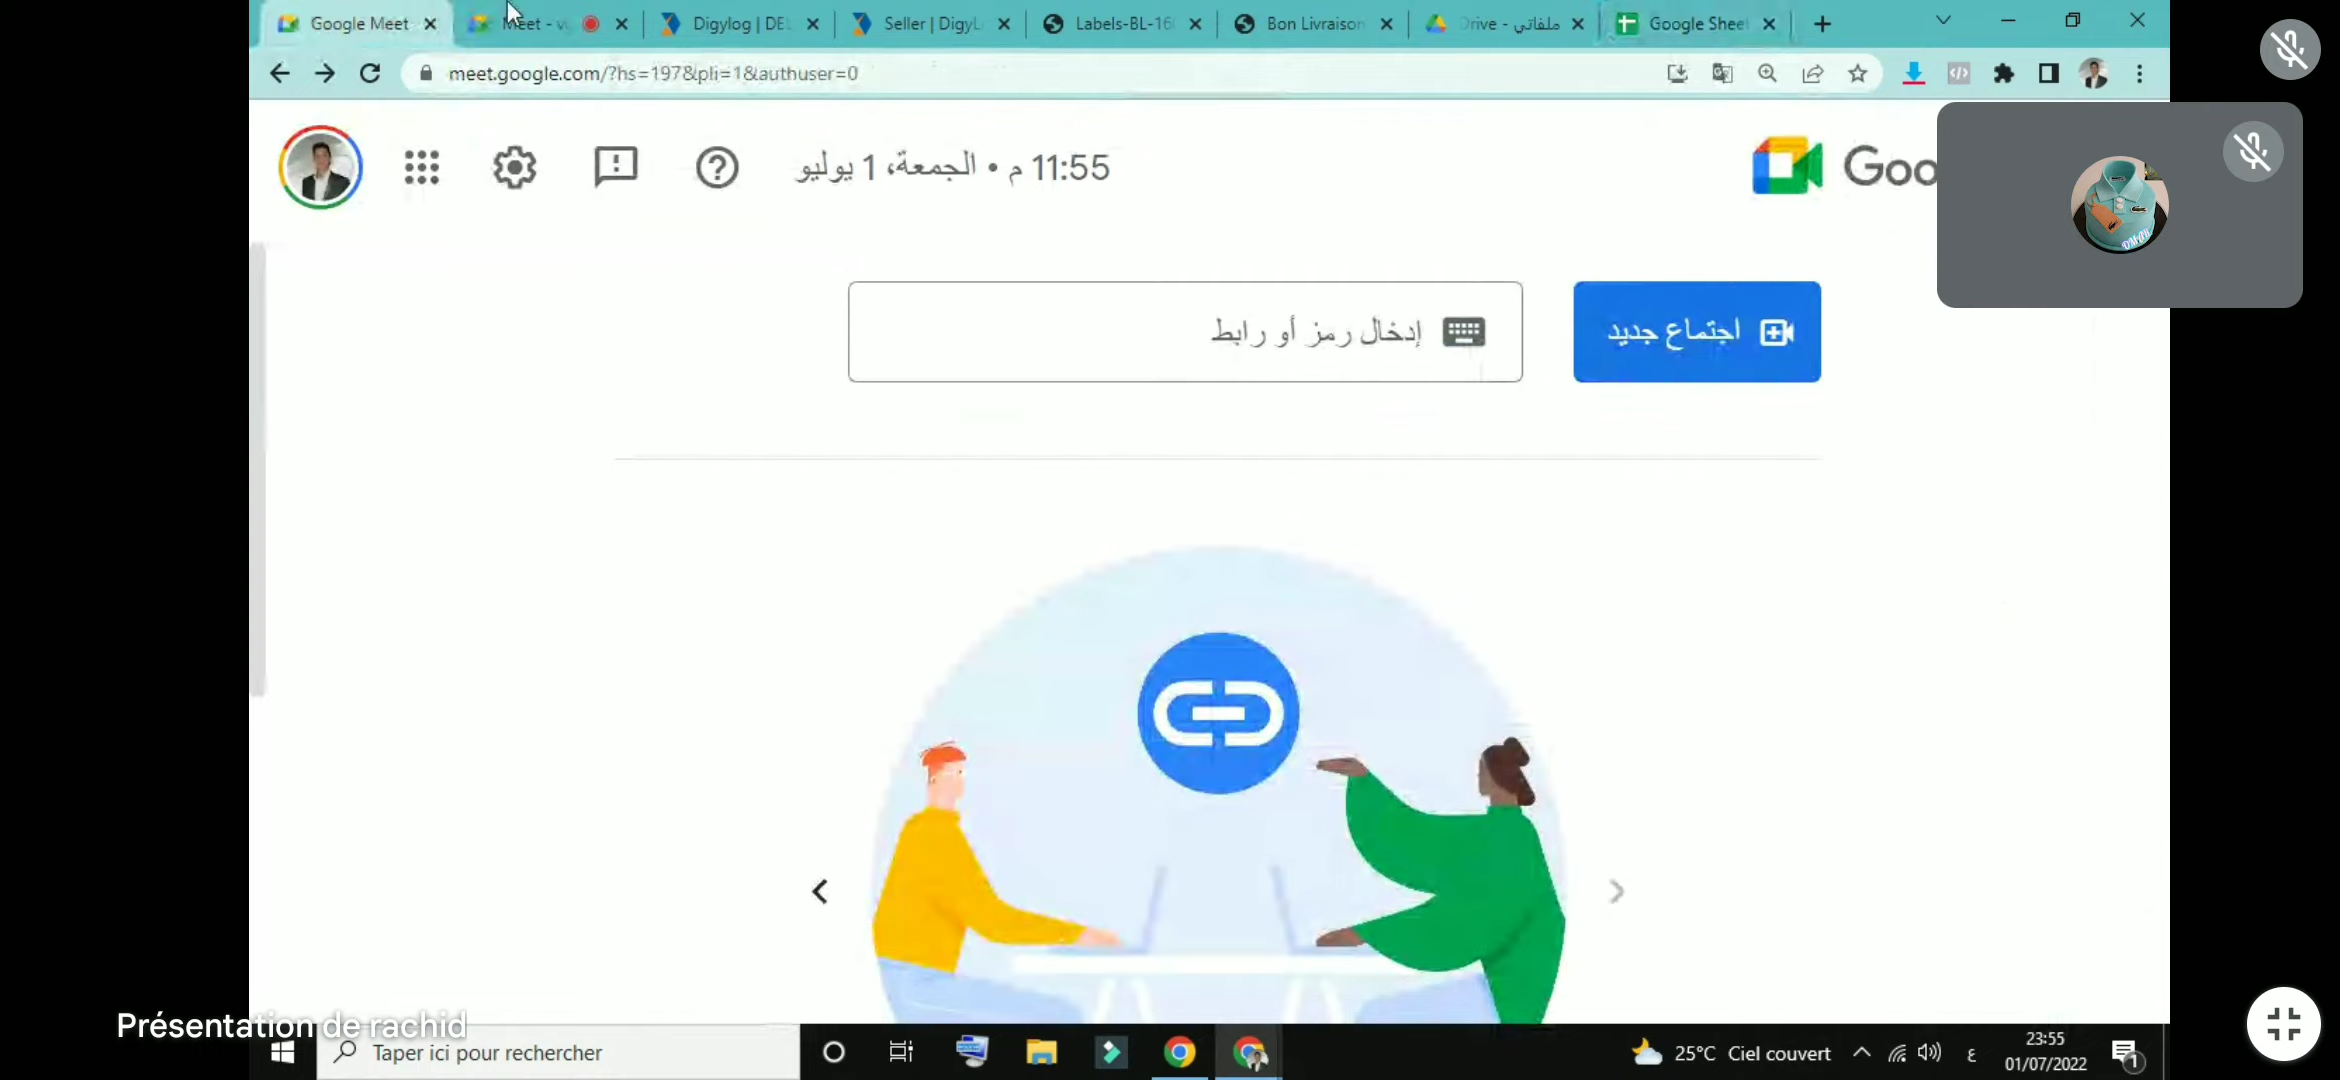 Google Meet
Meet - v
Digylog | DE
Seller | DigyL
Labels-BL-16
Bon Livraison
ملفاتي - Drive
Google Shee
meet.google.com/?hs=197&pli=1&authuser=0
11:55 م • الجمعة، 1 يوليو
Goo
إدخال رمز أو رابط
اجتماع جديد
Présentation de rachid
Taper ici pour rechercher
25°C Ciel couvert
ع
23:55
01/07/2022
1